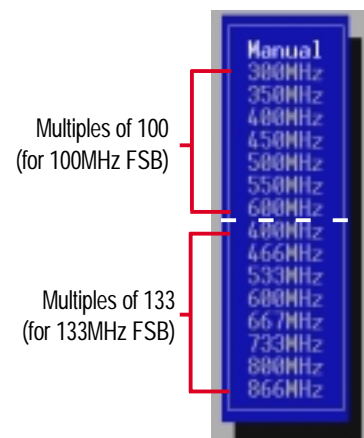 Manual
300MHz
350MHz
400MHz
450MHz
500MHz
550MHz
600MHz
400MHz
466MHz
533MHz
600MHz
667MHz
733MHz
800MHz
866MHz
Multiples of 100
(for 100MHz FSB)
Multiples of 133
(for 133MHz FSB)